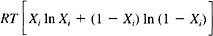 RT[X_i ln X_i + (1 − X_i) ln (1 − X_i)]